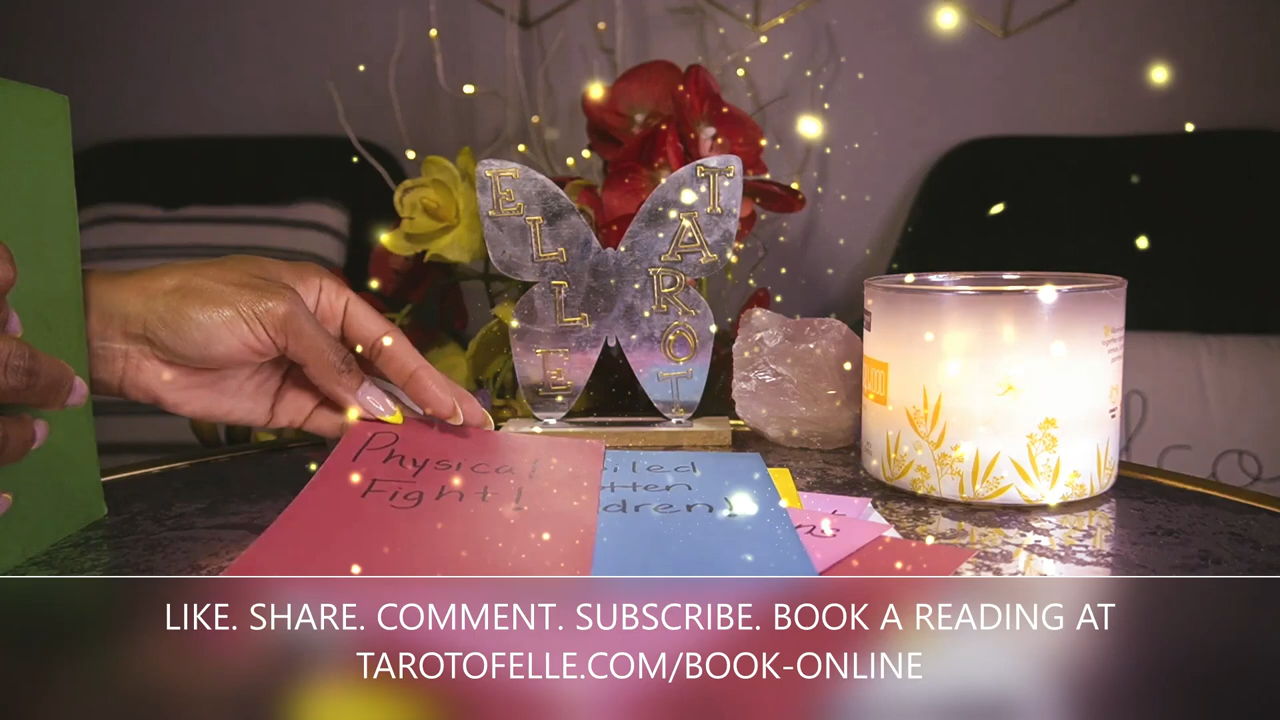 ELLE
TAROT
Physical
Fight!
LIKE. SHARE. COMMENT. SUBSCRIBE. BOOK A READING AT
TAROTOFELLE.COM/BOOK-ONLINE